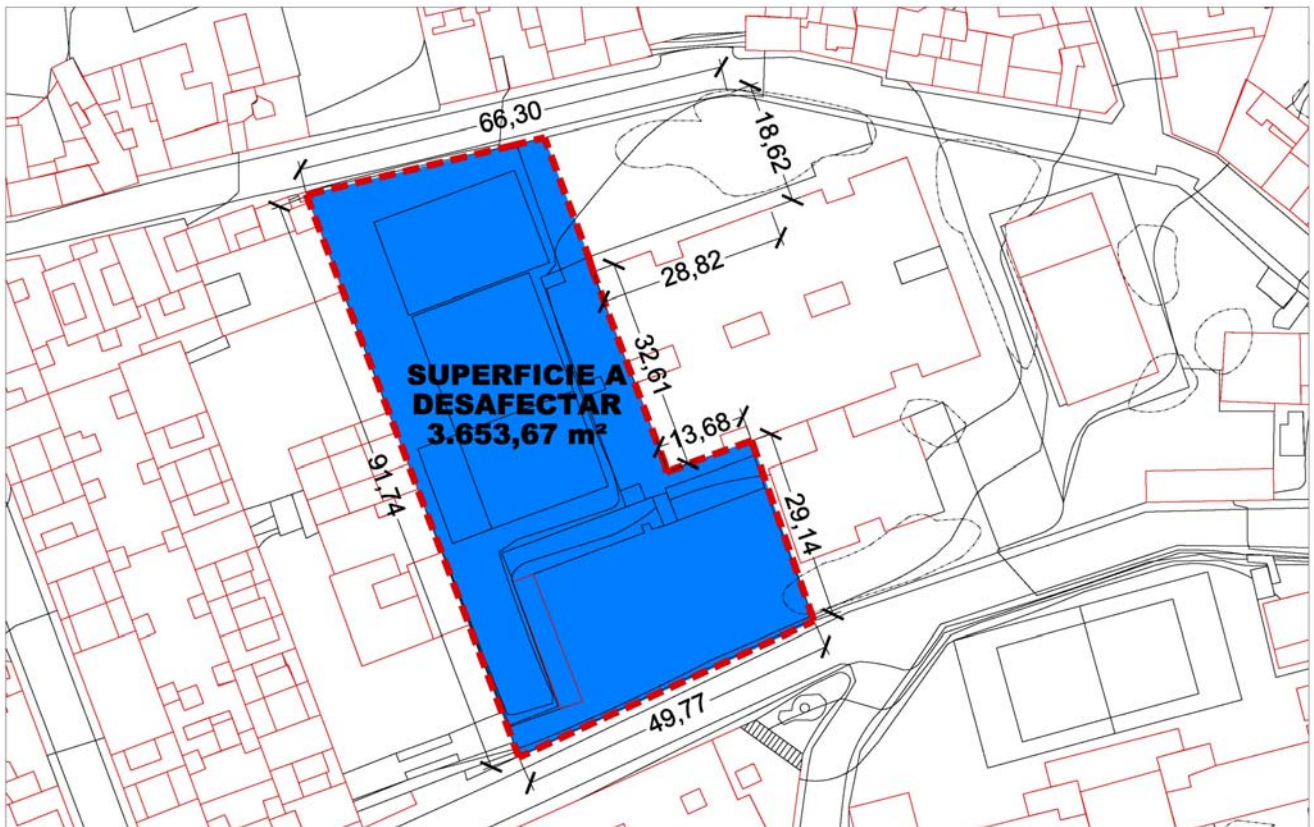 66,30
18,62
28,82
32,61
SUPERFICIE A
DESAFECTAR
3.653,67 m²
13,68
91,74
29,14
49,77